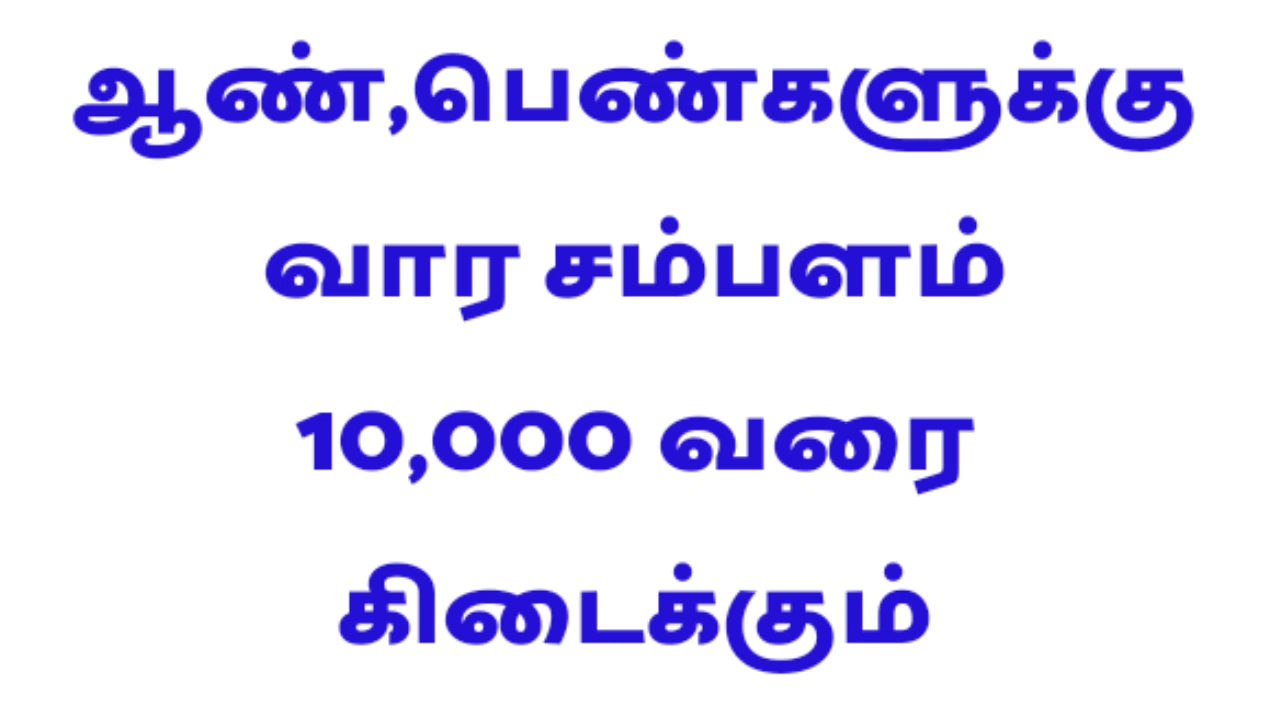 ஆண்,பெண்களுக்கு
வார சம்பளம்
10,000 வரை
கிடைக்கும்